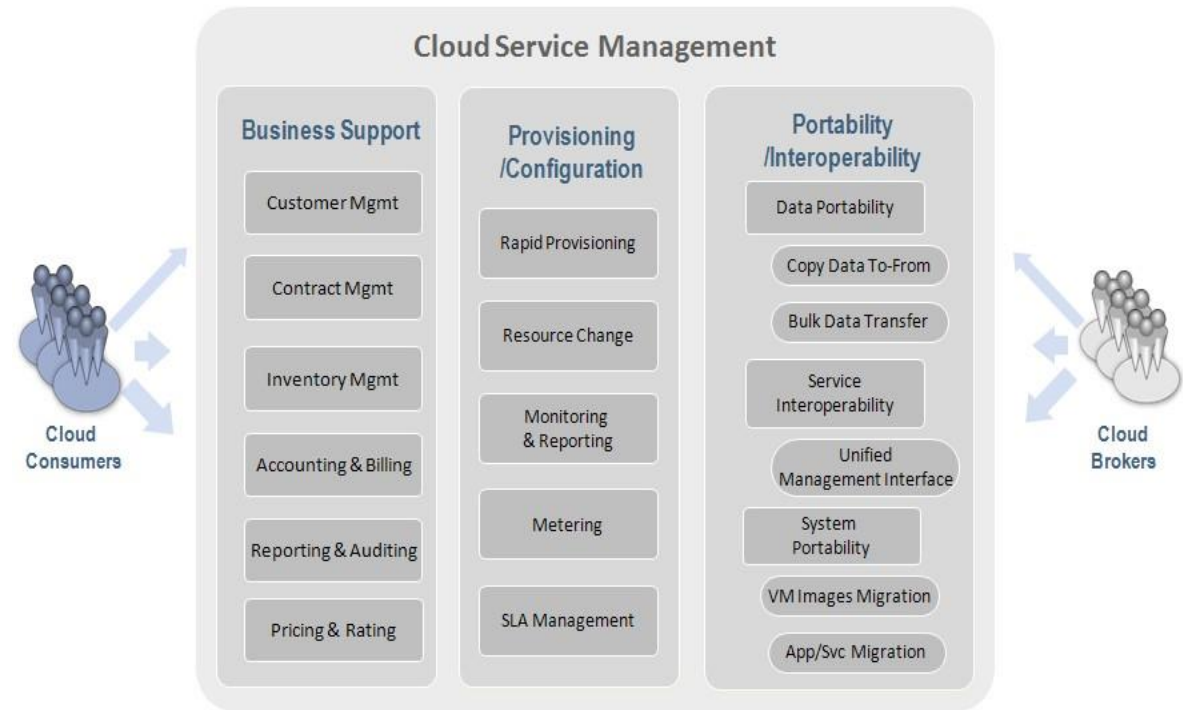 Cloud Service Management
Business Support
Customer Mgmt
Contract Mgmt
Inventory Mgmt
Accounting & Billing
Reporting & Auditing
Pricing & Rating
Provisioning
/Configuration
Rapid Provisioning
Resource Change
Monitoring
& Reporting
Metering
SLA Management
Portability
/Interoperability
Data Portability
Copy Data To-From
Bulk Data Transfer
Service
Interoperability
Unified
Management Interface
System
Portability
VM Images Migration
App/Svc Migration
Cloud
Consumers
Cloud
Brokers